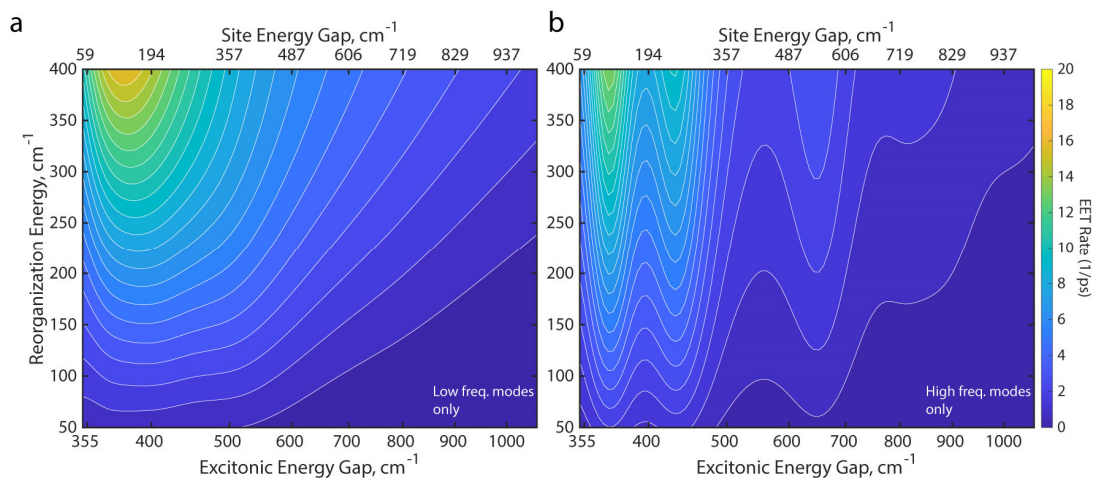 a
Site Energy Gap, cm-1
59 194 357 487 606 719 829 937
400
350
300
250
200
150
100
50
Reorganization Energy, cm-1
Low freq. modes
only
355 400 500 600 700 800 900 1000
Excitonic Energy Gap, cm-1
b
Site Energy Gap, cm-1
59 194 357 487 606 719 829 937
400
350
300
250
200
150
100
50
High freq. modes
only
355 400 500 600 700 800 900 1000
Excitonic Energy Gap, cm-1
20
18
16
14
12
10
8
6
4
2
0
EET Rate (1/ps)